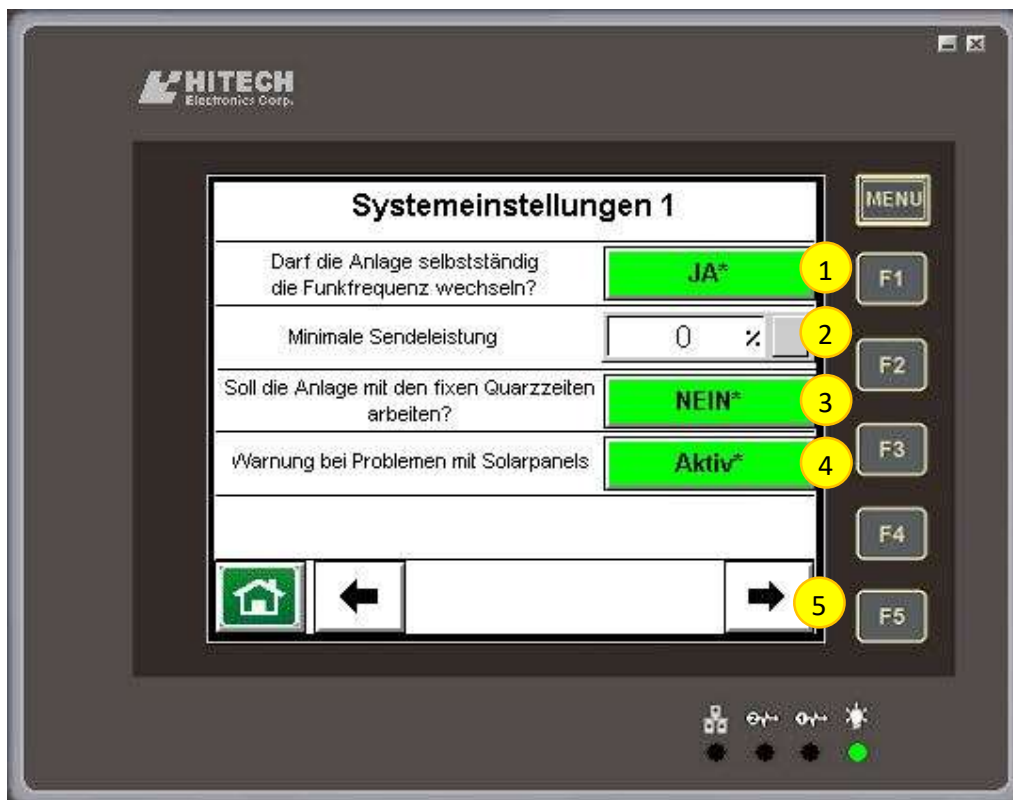 HITECH
Electronics Corp.
Systemeinstellungen 1
MENU
Darf die Anlage selbstständig
die Funkfrequenz wechseln?
JA*
1
F1
Minimale Sendeleistung
0 %
2
F2
Soll die Anlage mit den fixen Quarzzeiten
arbeiten?
NEIN*
3
Warnung bei Problemen mit Solarpanels
Aktiv*
4
F3
F4
5
F5
2
1